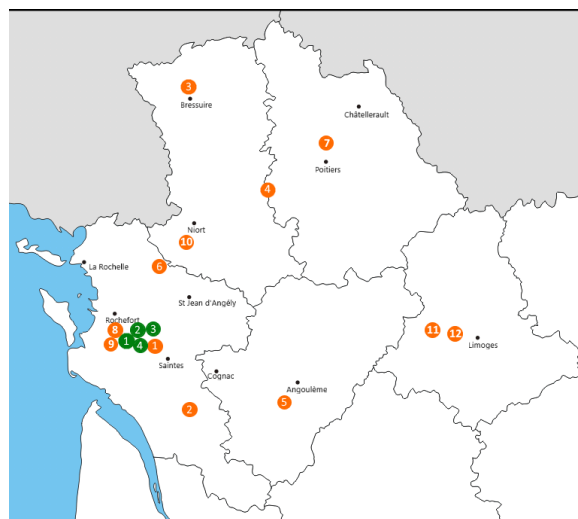 3
Bressuire
Châtellerault
7
Poitiers
4
Niort
10
La Rochelle
6
St Jean d'Angély
Rochefort
8
2
3
1
9
4
1
11
12
Limoges
Saintes
Cognac
Angoulême
5
2